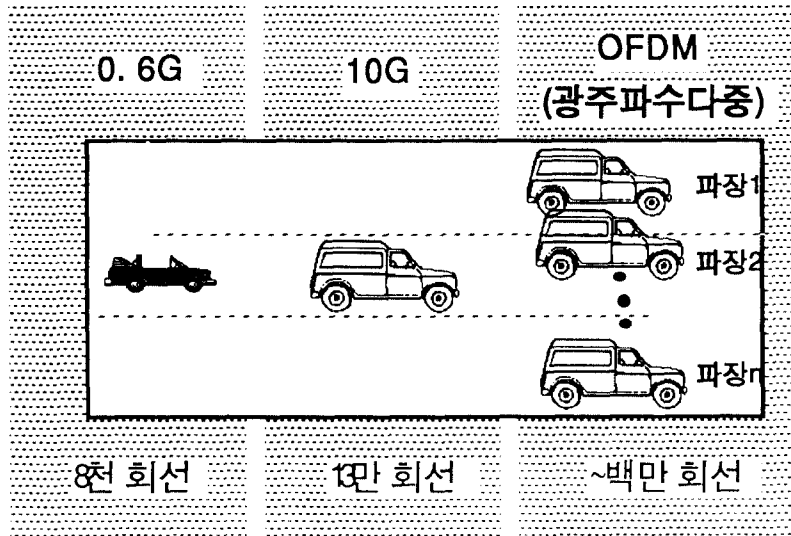 0. 6G
10G
OFDM
(광주파수다중)
파장1
파장2
파장n
8천 회선
13만 회선
~백만 회선